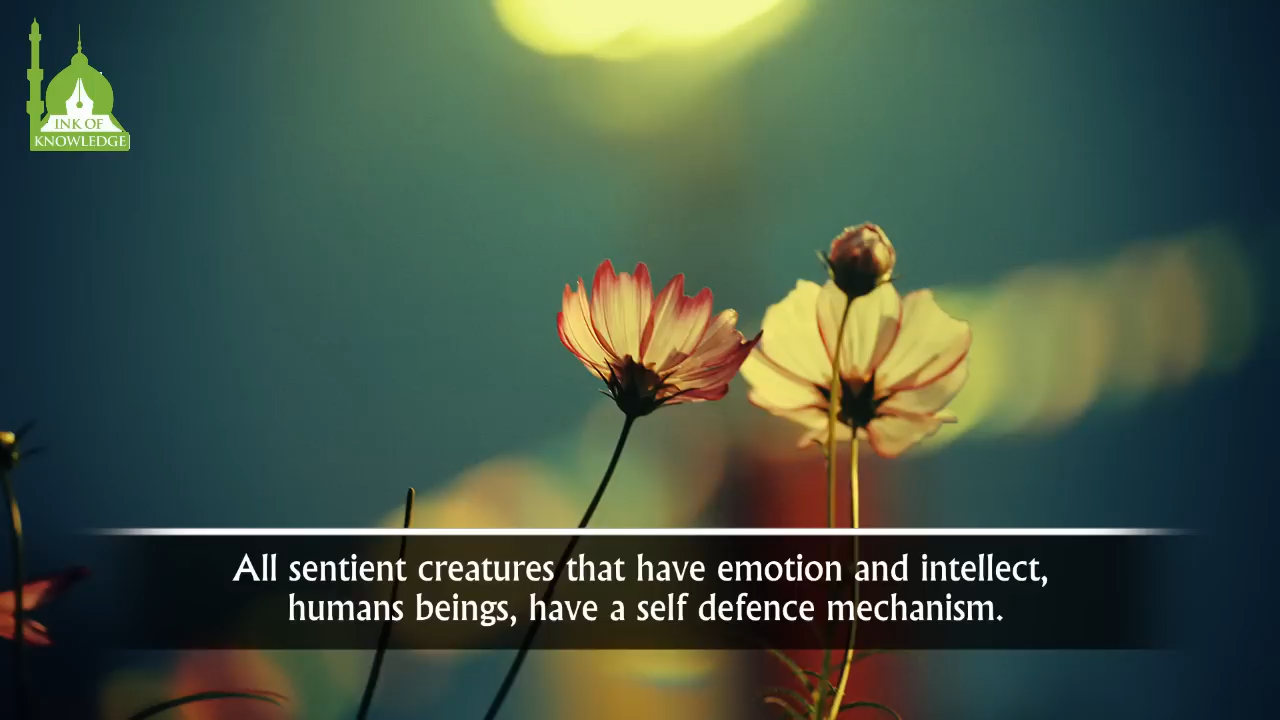 INK OF
KNOWLEDGE
All sentient creatures that have emotion and intellect,
humans beings, have a self defence mechanism.